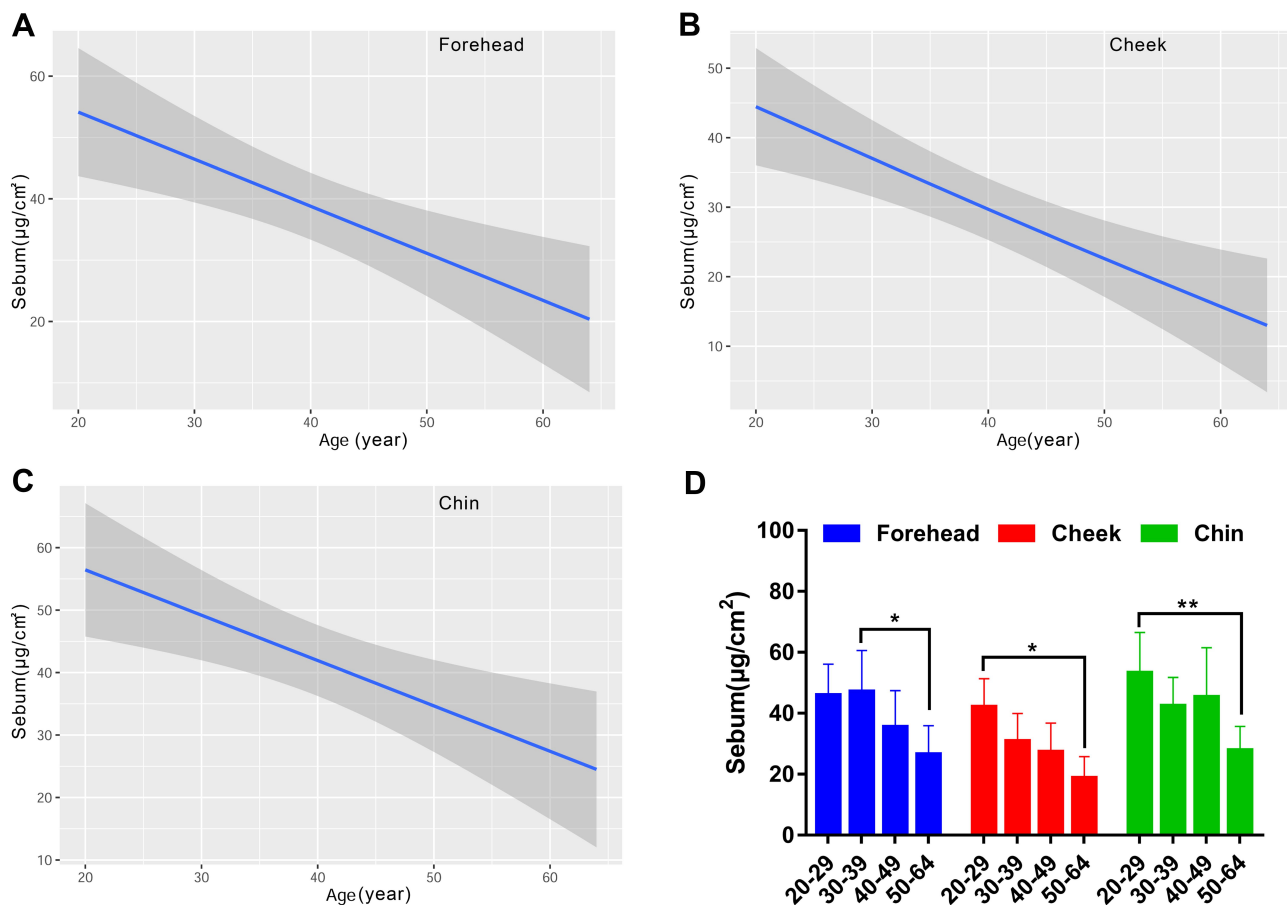 A
Forehead
60
40
20
Sebum(µg/cm²)
20 30 40 50 60
Age (year)
B
Cheek
50
40
30
20
10
Sebum(µg/cm²)
20 30 40 50 60
Age(year)
C
Chin
60
50
40
30
20
10
Sebum(µg/cm²)
20 30 40 50 60
Age(year)
D
Forehead Cheek Chin
100
80
60
40
20
0
Sebum(µg/cm²)
* * **
20-29 30-39 40-49 50-64 20-29 30-39 40-49 50-64 20-29 30-39 40-49 50-64